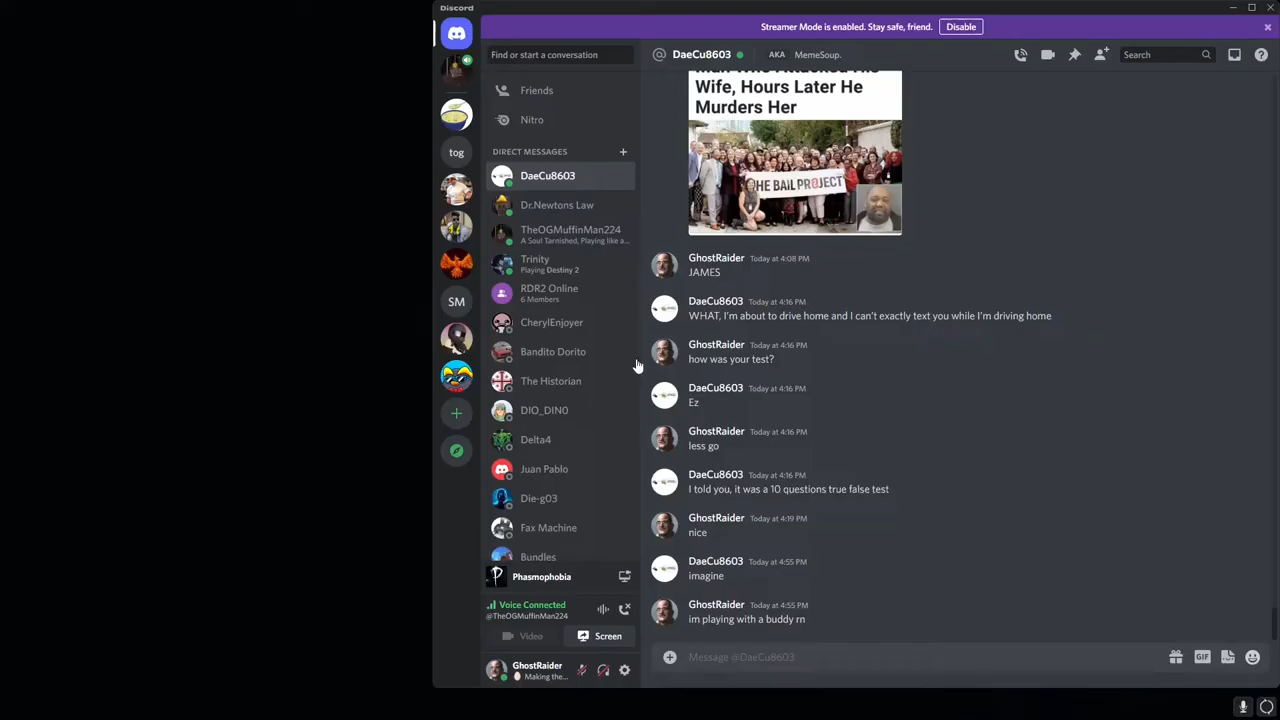 Discord
Streamer Mode is enabled. Stay safe, friend.
Disable
Find or start a conversation
DaeCu8603
AKA
MemeSoup.
Search
Friends
Nitro
DIRECT MESSAGES
DaeCu8603
Dr.Newtons Law
TheOGMuffinMan224
A Soul Tarnished, Playing like a...
Trinity
Playing Destiny 2
RDR2 Online
6 Members
CherylEnjoyer
Bandito Dorito
The Historian
DIO_DIN0
Delta4
Juan Pablo
Die-g03
Fax Machine
Bundles
Phasmophobia
Voice Connected
@TheOGMuffinMan224
Video
Screen
GhostRaider
Making the...
tog
SM
Man Who Attacked His
Wife, Hours Later He
Murders Her
THE BAIL PROJECT
GhostRaider Today at 4:08 PM
JAMES
DaeCu8603 Today at 4:16 PM
WHAT, I'm about to drive home and I can't exactly text you while I'm driving home
GhostRaider Today at 4:16 PM
how was your test?
DaeCu8603 Today at 4:16 PM
Ez
GhostRaider Today at 4:16 PM
less go
DaeCu8603 Today at 4:16 PM
I told you, it was a 10 questions true false test
GhostRaider Today at 4:19 PM
nice
DaeCu8603 Today at 4:55 PM
imagine
GhostRaider Today at 4:55 PM
im playing with a buddy rn
Message @DaeCu8603
GIF